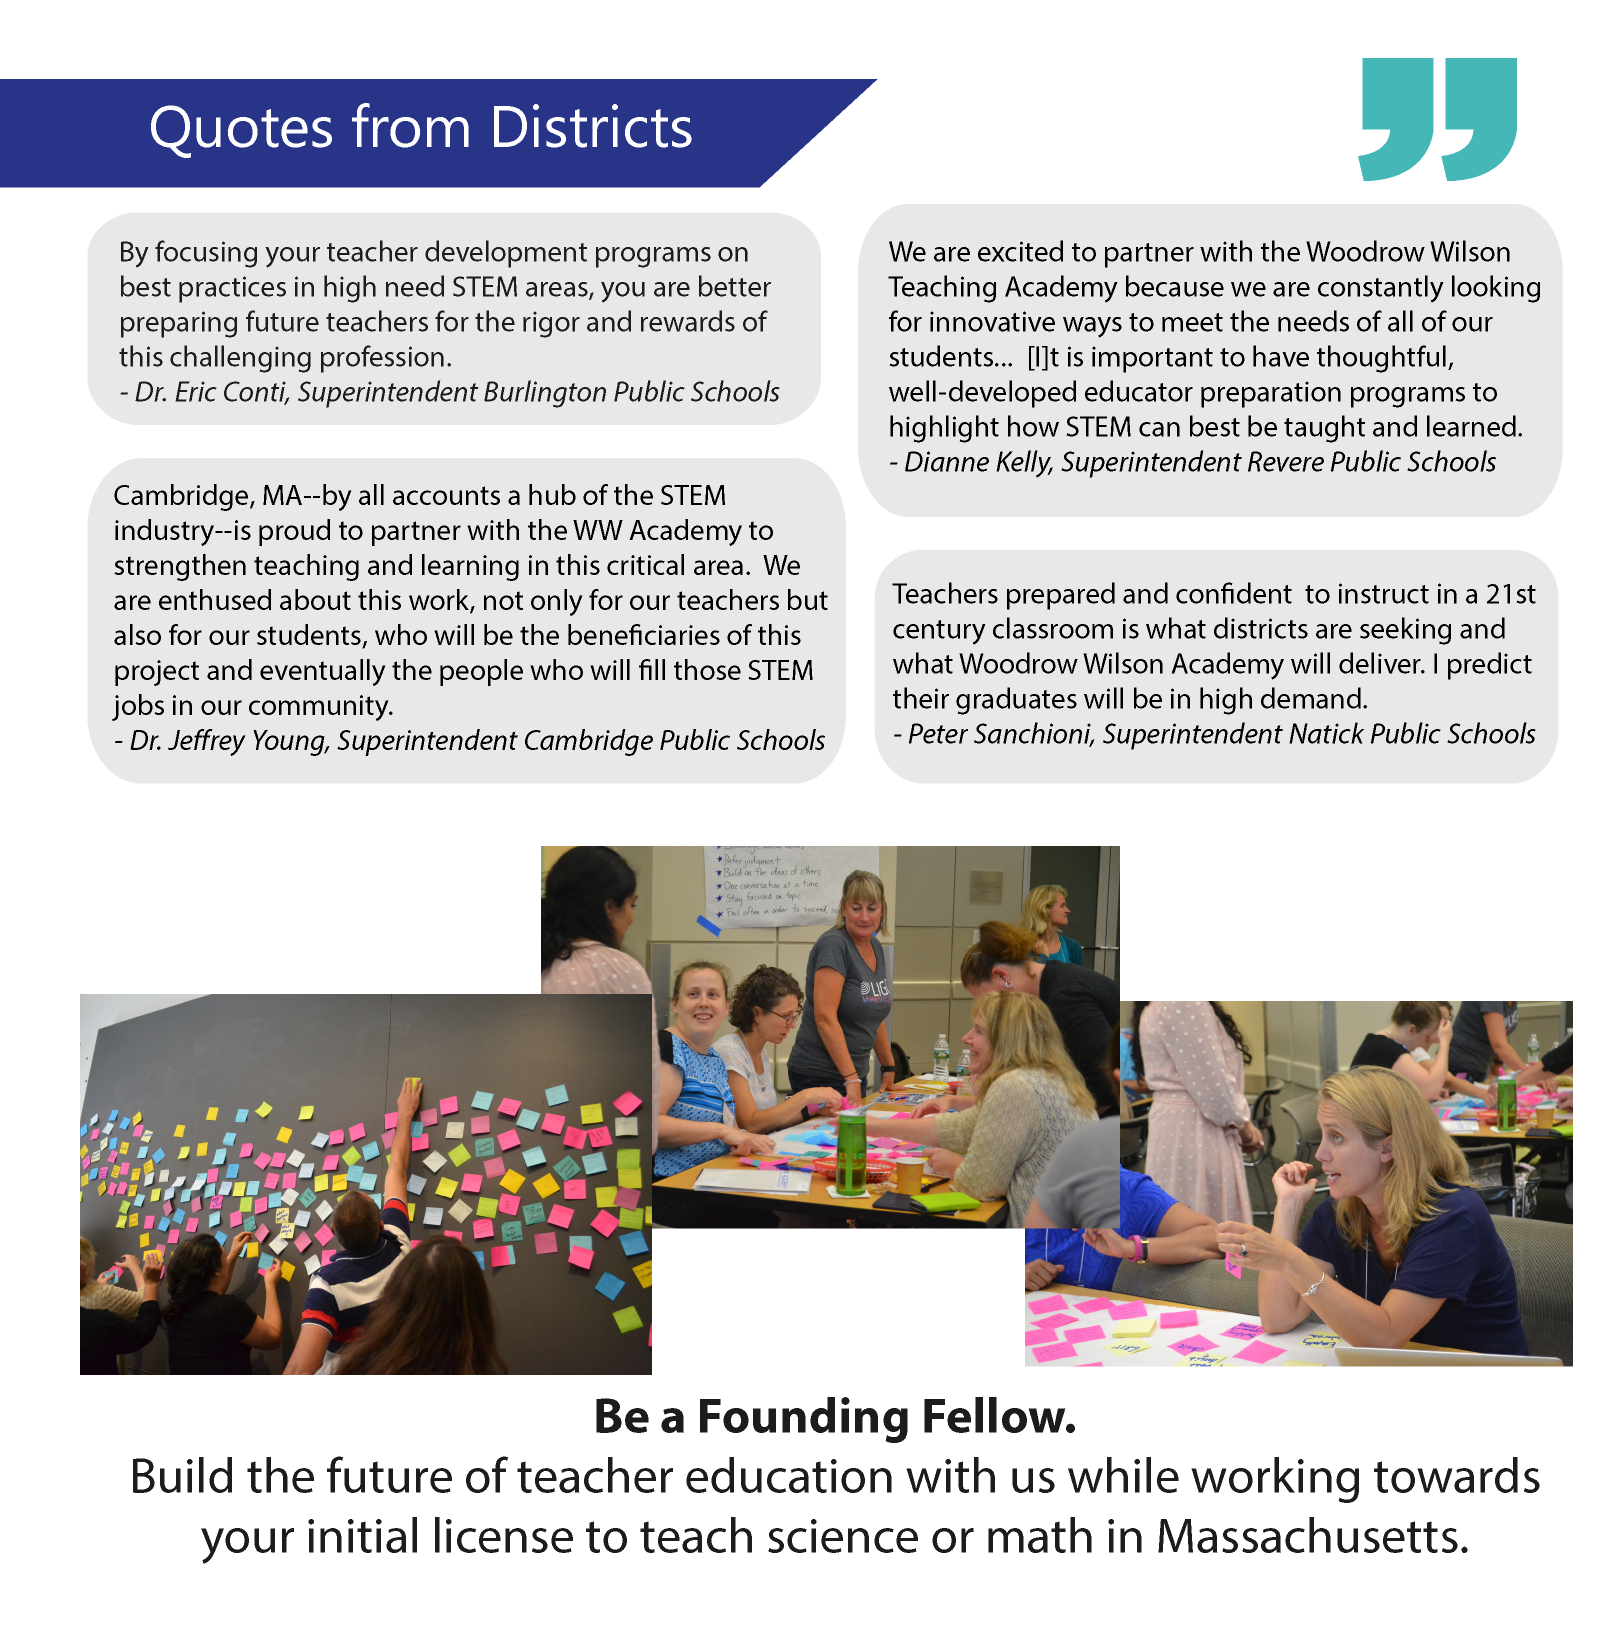 Quotes from Districts
By focusing your teacher development programs on
best practices in high need STEM areas, you are better
preparing future teachers for the rigor and rewards of
this challenging profession.
- Dr. Eric Conti, Superintendent Burlington Public Schools
Cambridge, MA--by all accounts a hub of the STEM
industry--is proud to partner with the WW Academy to
strengthen teaching and learning in this critical area.  We
are enthused about this work, not only for our teachers but
also for our students, who will be the beneficiaries of this
project and eventually the people who will fill those STEM
jobs in our community.
- Dr. Jeffrey Young, Superintendent Cambridge Public Schools
We are excited to partner with the Woodrow Wilson
Teaching Academy because we are constantly looking
for innovative ways to meet the needs of all of our
students...  [I]t is important to have thoughtful,
well-developed educator preparation programs to
highlight how STEM can best be taught and learned.
- Dianne Kelly, Superintendent Revere Public Schools
Teachers prepared and confident  to instruct in a 21st
century classroom is what districts are seeking and
what Woodrow Wilson Academy will deliver. I predict
their graduates will be in high demand.
- Peter Sanchioni, Superintendent Natick Public Schools
Defer judgment
Build on the ideas of others
One conversation at a time
Stay focused on topic
Fail often in order to succeed
Be a Founding Fellow.
Build the future of teacher education with us while working towards
your initial license to teach science or math in Massachusetts.